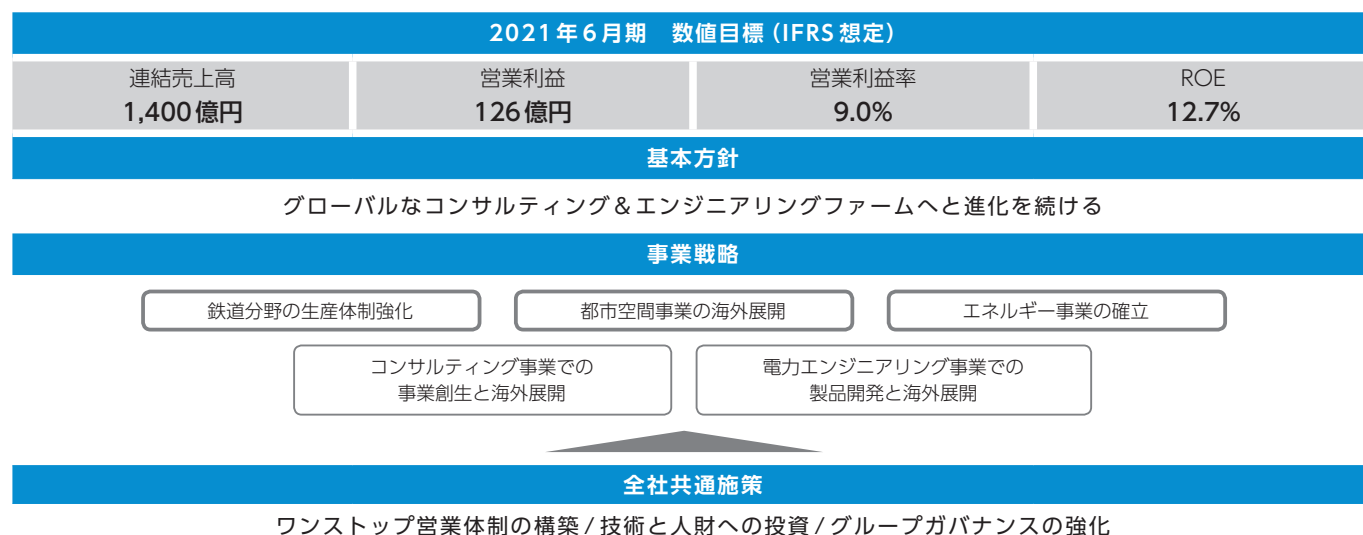 2021年6月期　数値目標（IFRS想定）
連結売上高
1,400億円
営業利益
126億円
営業利益率
9.0%
ROE
12.7%
基本方針
グローバルなコンサルティング＆エンジニアリングファームへと進化を続ける
事業戦略
鉄道分野の生産体制強化
都市空間事業の海外展開
エネルギー事業の確立
コンサルティング事業での
事業創生と海外展開
電力エンジニアリング事業での
製品開発と海外展開
全社共通施策
ワンストップ営業体制の構築 / 技術と人財への投資 / グループガバナンスの強化